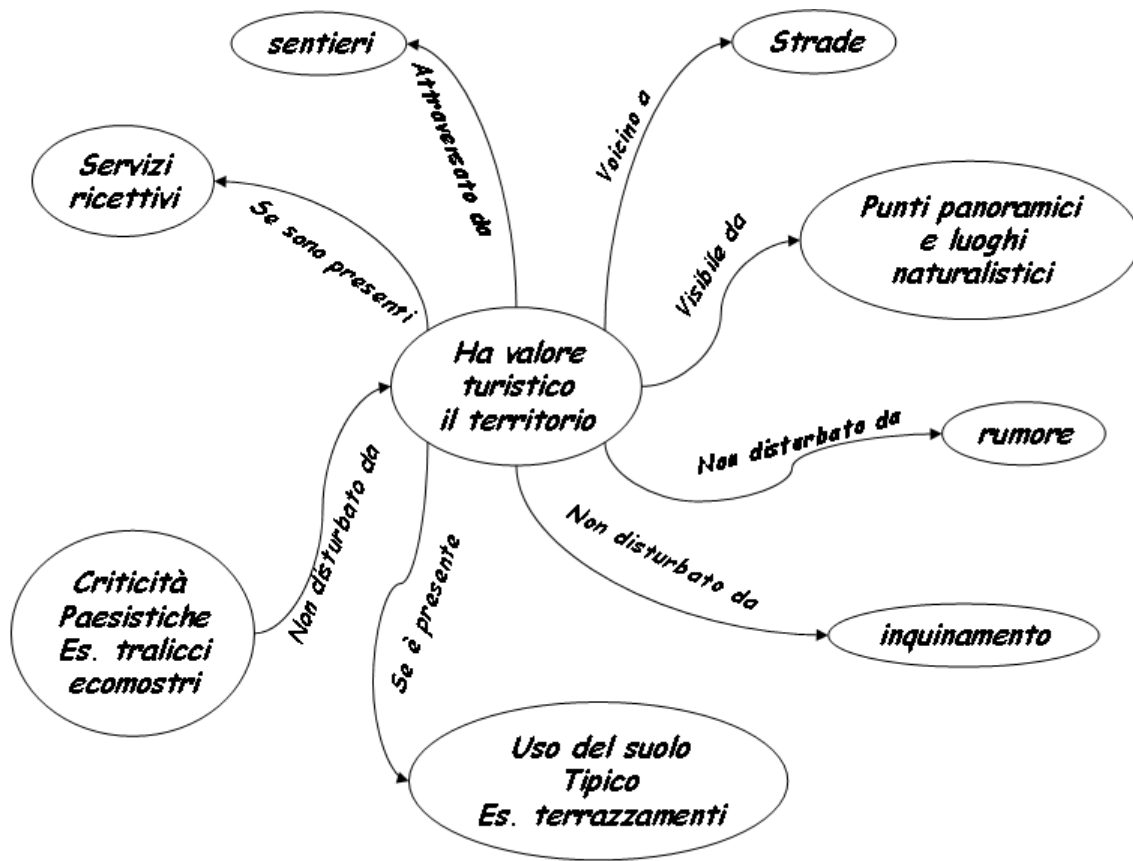 sentieri
Strade
Attraversato da
Voicino a
Servizi
ricettivi
Se sono presenti
Punti panoramici
e luoghi
naturalistici
Visibile da
Ha valore
turistico
il territorio
Non disturbato da
rumore
Non disturbato da
inquinamento
Criticità
Paesistiche
Es. tralicci
ecomostri
Non disturbato da
Se è presente
Uso del suolo
Tipico
Es. terrazzamenti